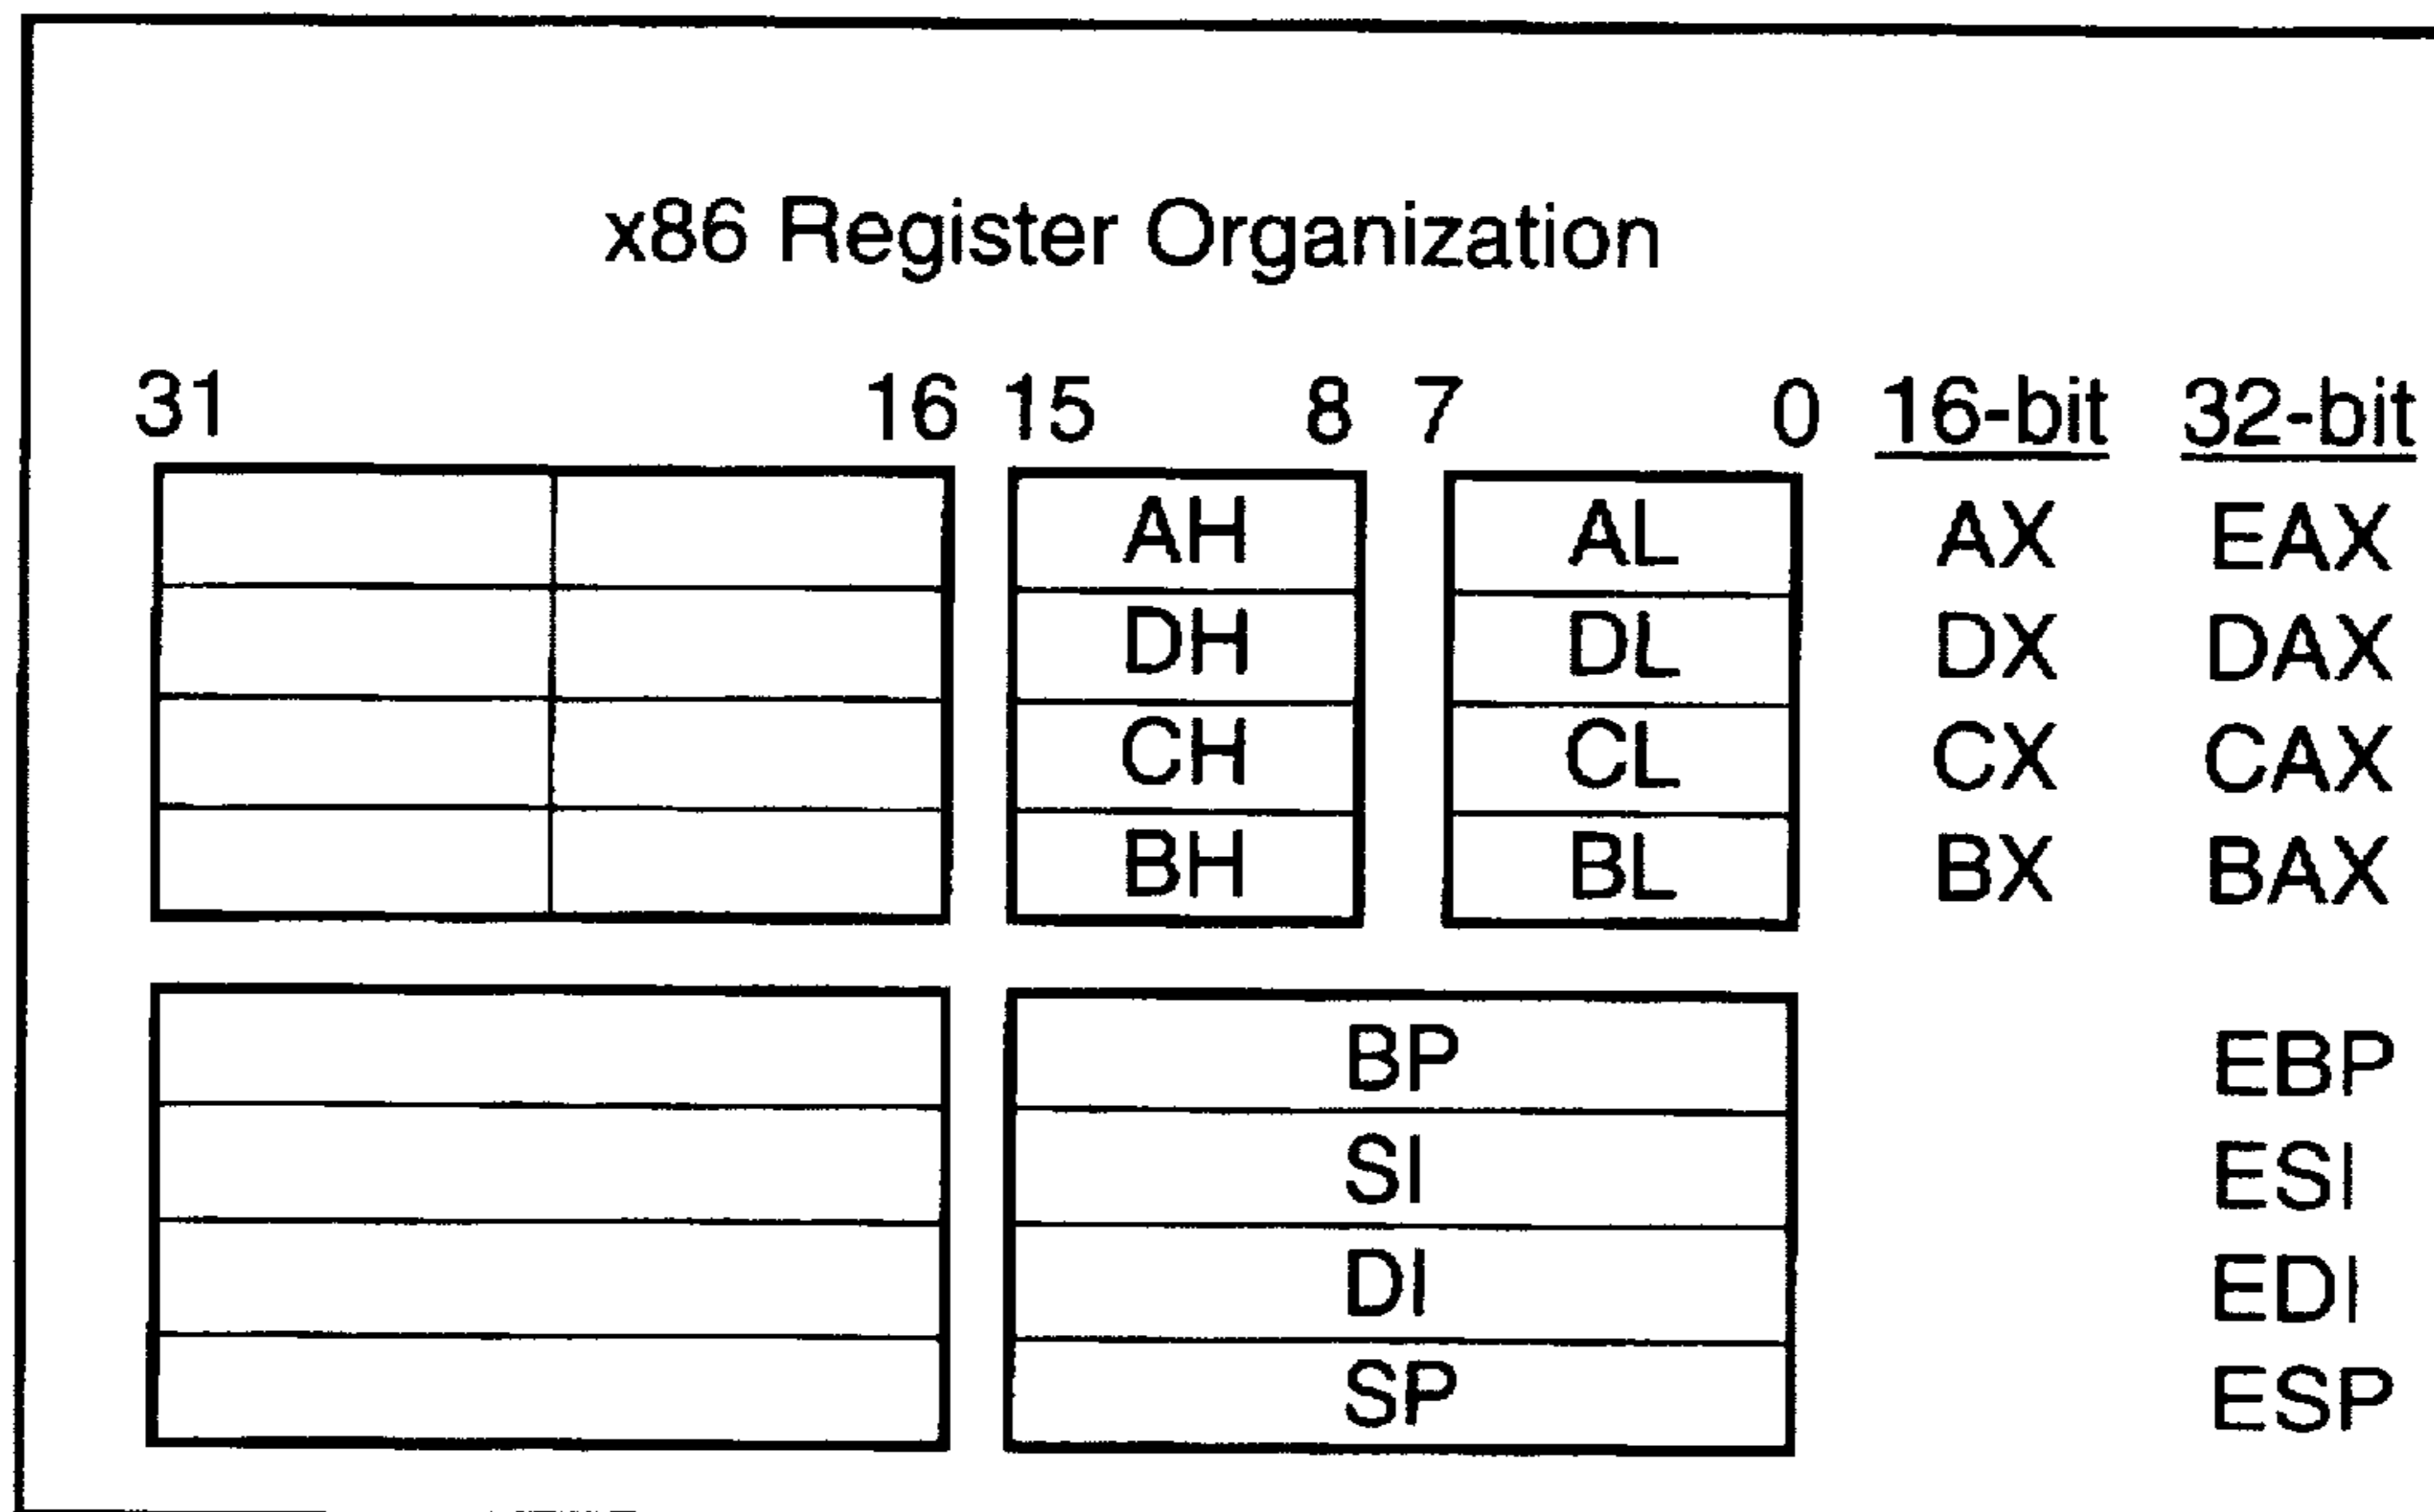 x86 Register Organization
31 16 15 8 7 0 16-bit 32-bit
AH AL AX EAX
DH DL DX DAX
CH CL CX CAX
BH BL BX BAX
BP EBP
SI ESI
DI EDI
SP ESP